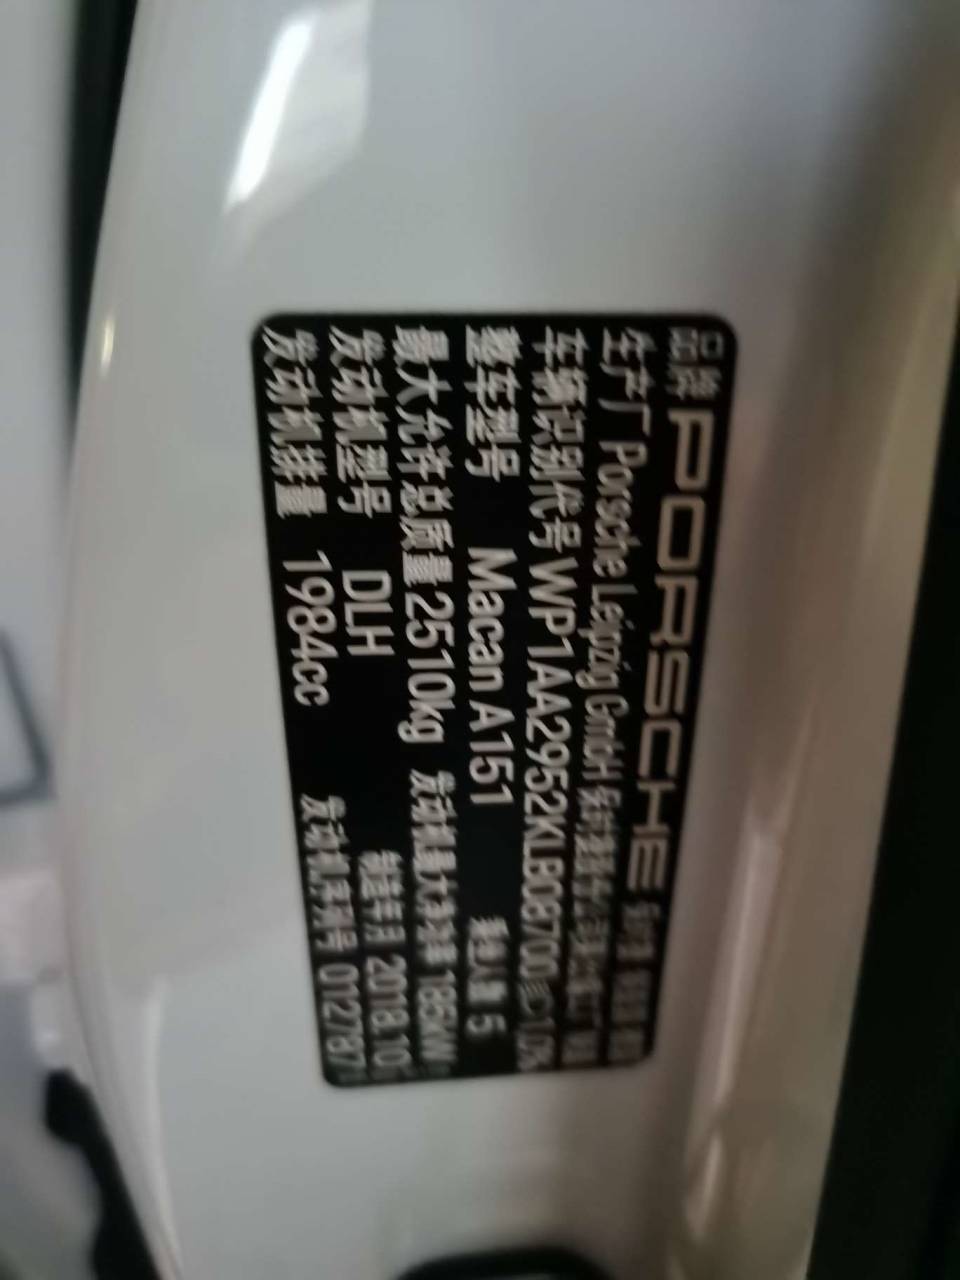 品牌 PORSCHE
生产厂 Porsche Leipzig GmbH
车辆识别代号 WP1AA2952KLB08700
整车型号 Macan A151 乘坐人数 5
最大允许总质量 2510kg 发动机最大净功率 185KW
发动机型号 DLH 制造年月 2018.10
发动机排量 1984cc 发动机编号 012787